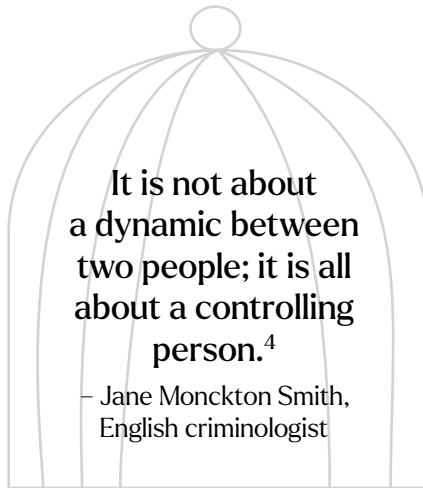 It is not about
a dynamic between
two people; it is all
about a controlling
person.⁴
– Jane Monckton Smith,
English criminologist